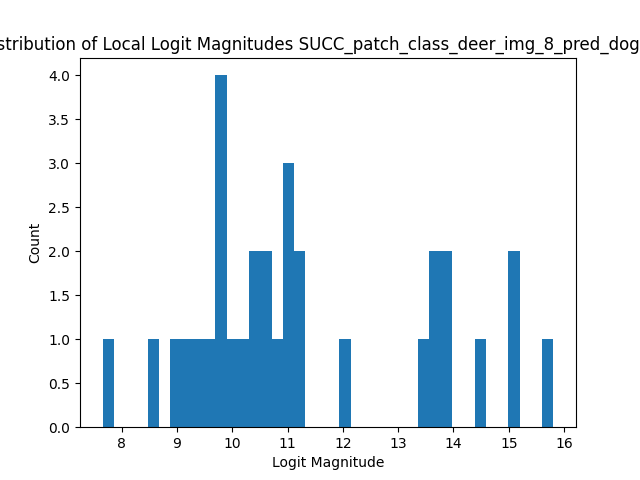 stribution of Local Logit Magnitudes SUCC_patch_class_deer_img_8_pred_dog
4.0
3.5
3.0
2.5
2.0
1.5
1.0
0.5
0.0
Count
8 9 10 11 12 13 14 15 16
Logit Magnitude